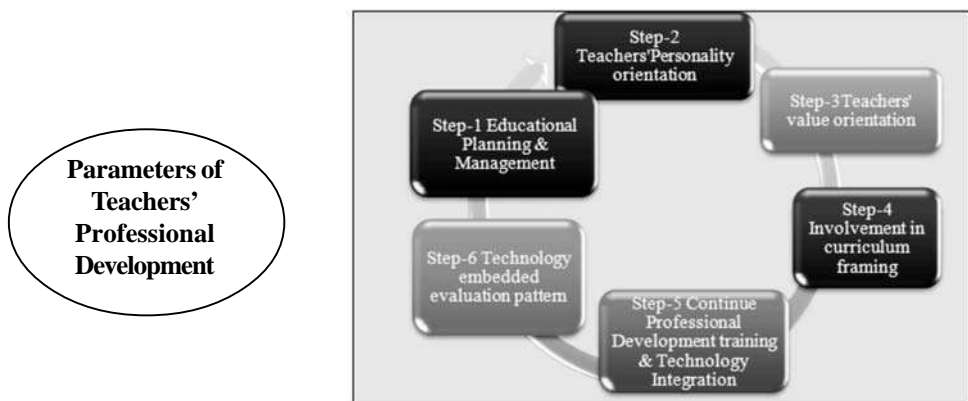 Parameters of
Teachers’
Professional
Development
Step-1 Educational
Planning &
Management
Step-2
Teachers'Personality
orientation
Step-3Teachers'
value orientation
Step-4
Involvement in
curriculum
framing
Step-5 Continue
Professional
Development training
& Technology
Integration
Step-6 Technology
embedded
evaluation pattern